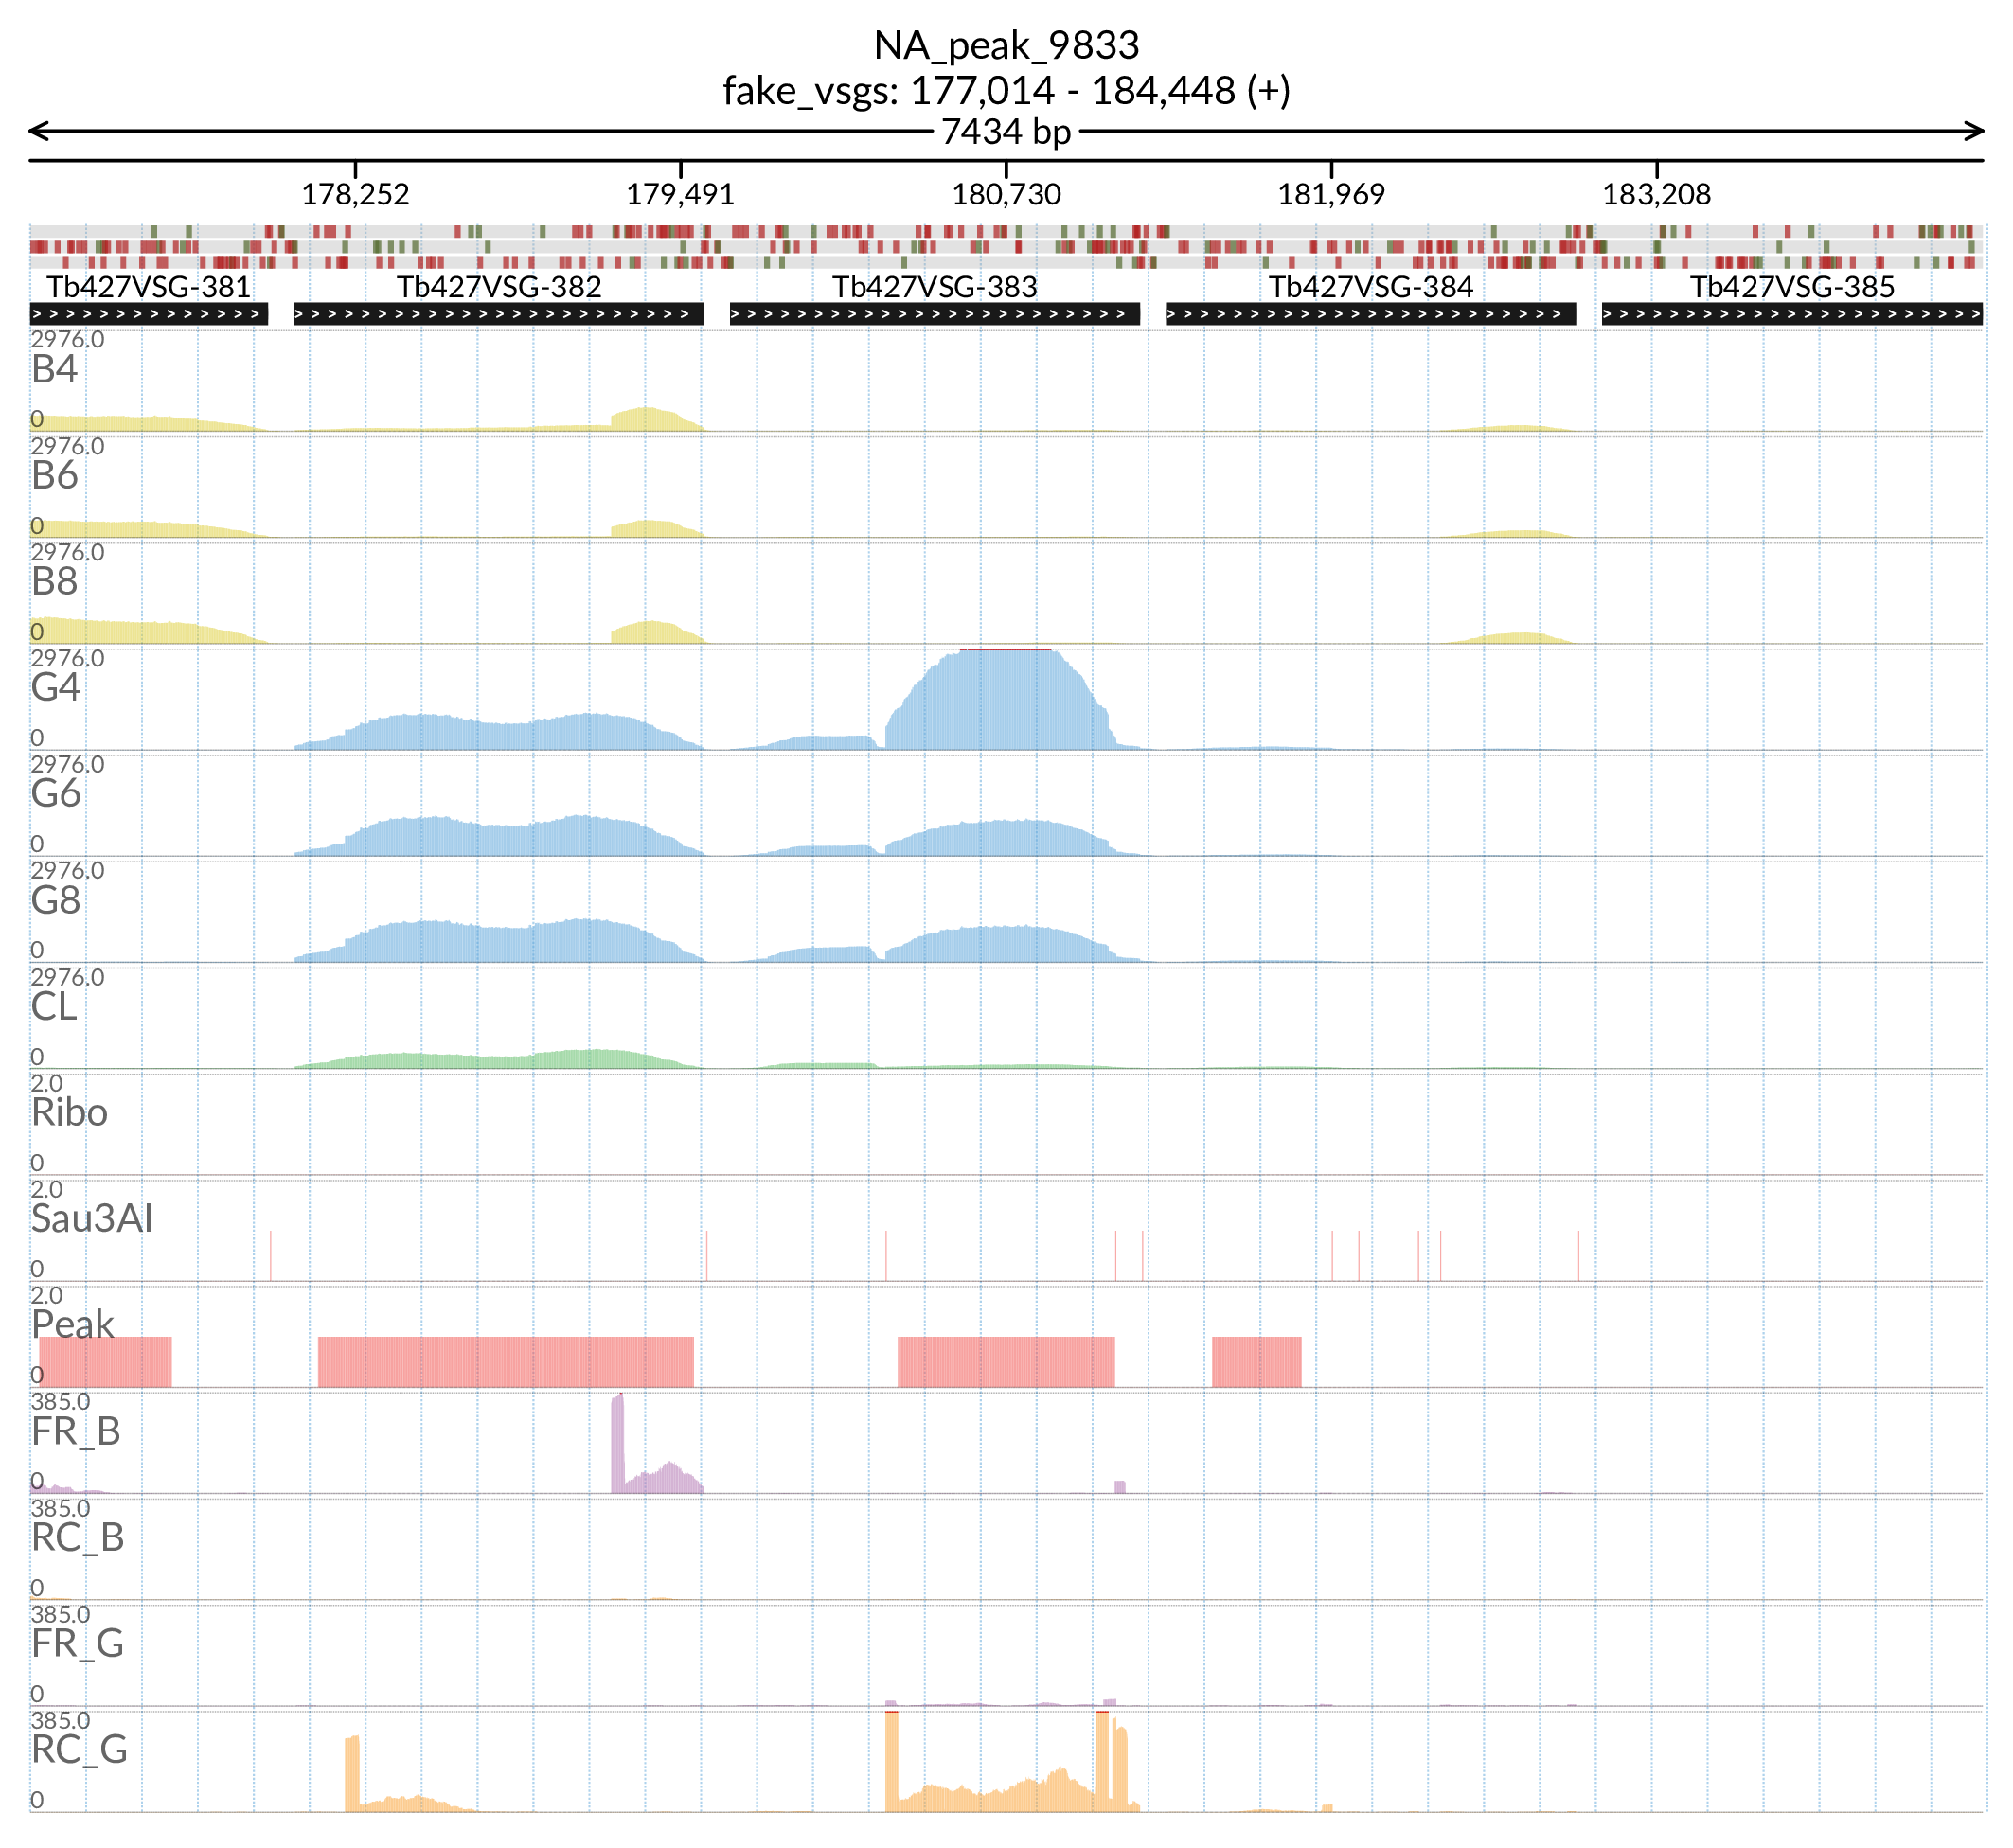 NA_peak_9833
fake_vsgs: 177,014 - 184,448 (+)
7434 bp
178,252 179,491 180,730 181,969 183,208
Tb427VSG-381 Tb427VSG-382 Tb427VSG-383 Tb427VSG-384 Tb427VSG-385
2976.0
B4
0
2976.0
B6
0
2976.0
B8
0
2976.0
G4
0
2976.0
G6
0
2976.0
G8
0
2976.0
CL
0
2.0
Ribo
0
2.0
Sau3AI
0
2.0
Peak
0
385.0
FR_B
0
385.0
RC_B
0
385.0
FR_G
0
385.0
RC_G
0